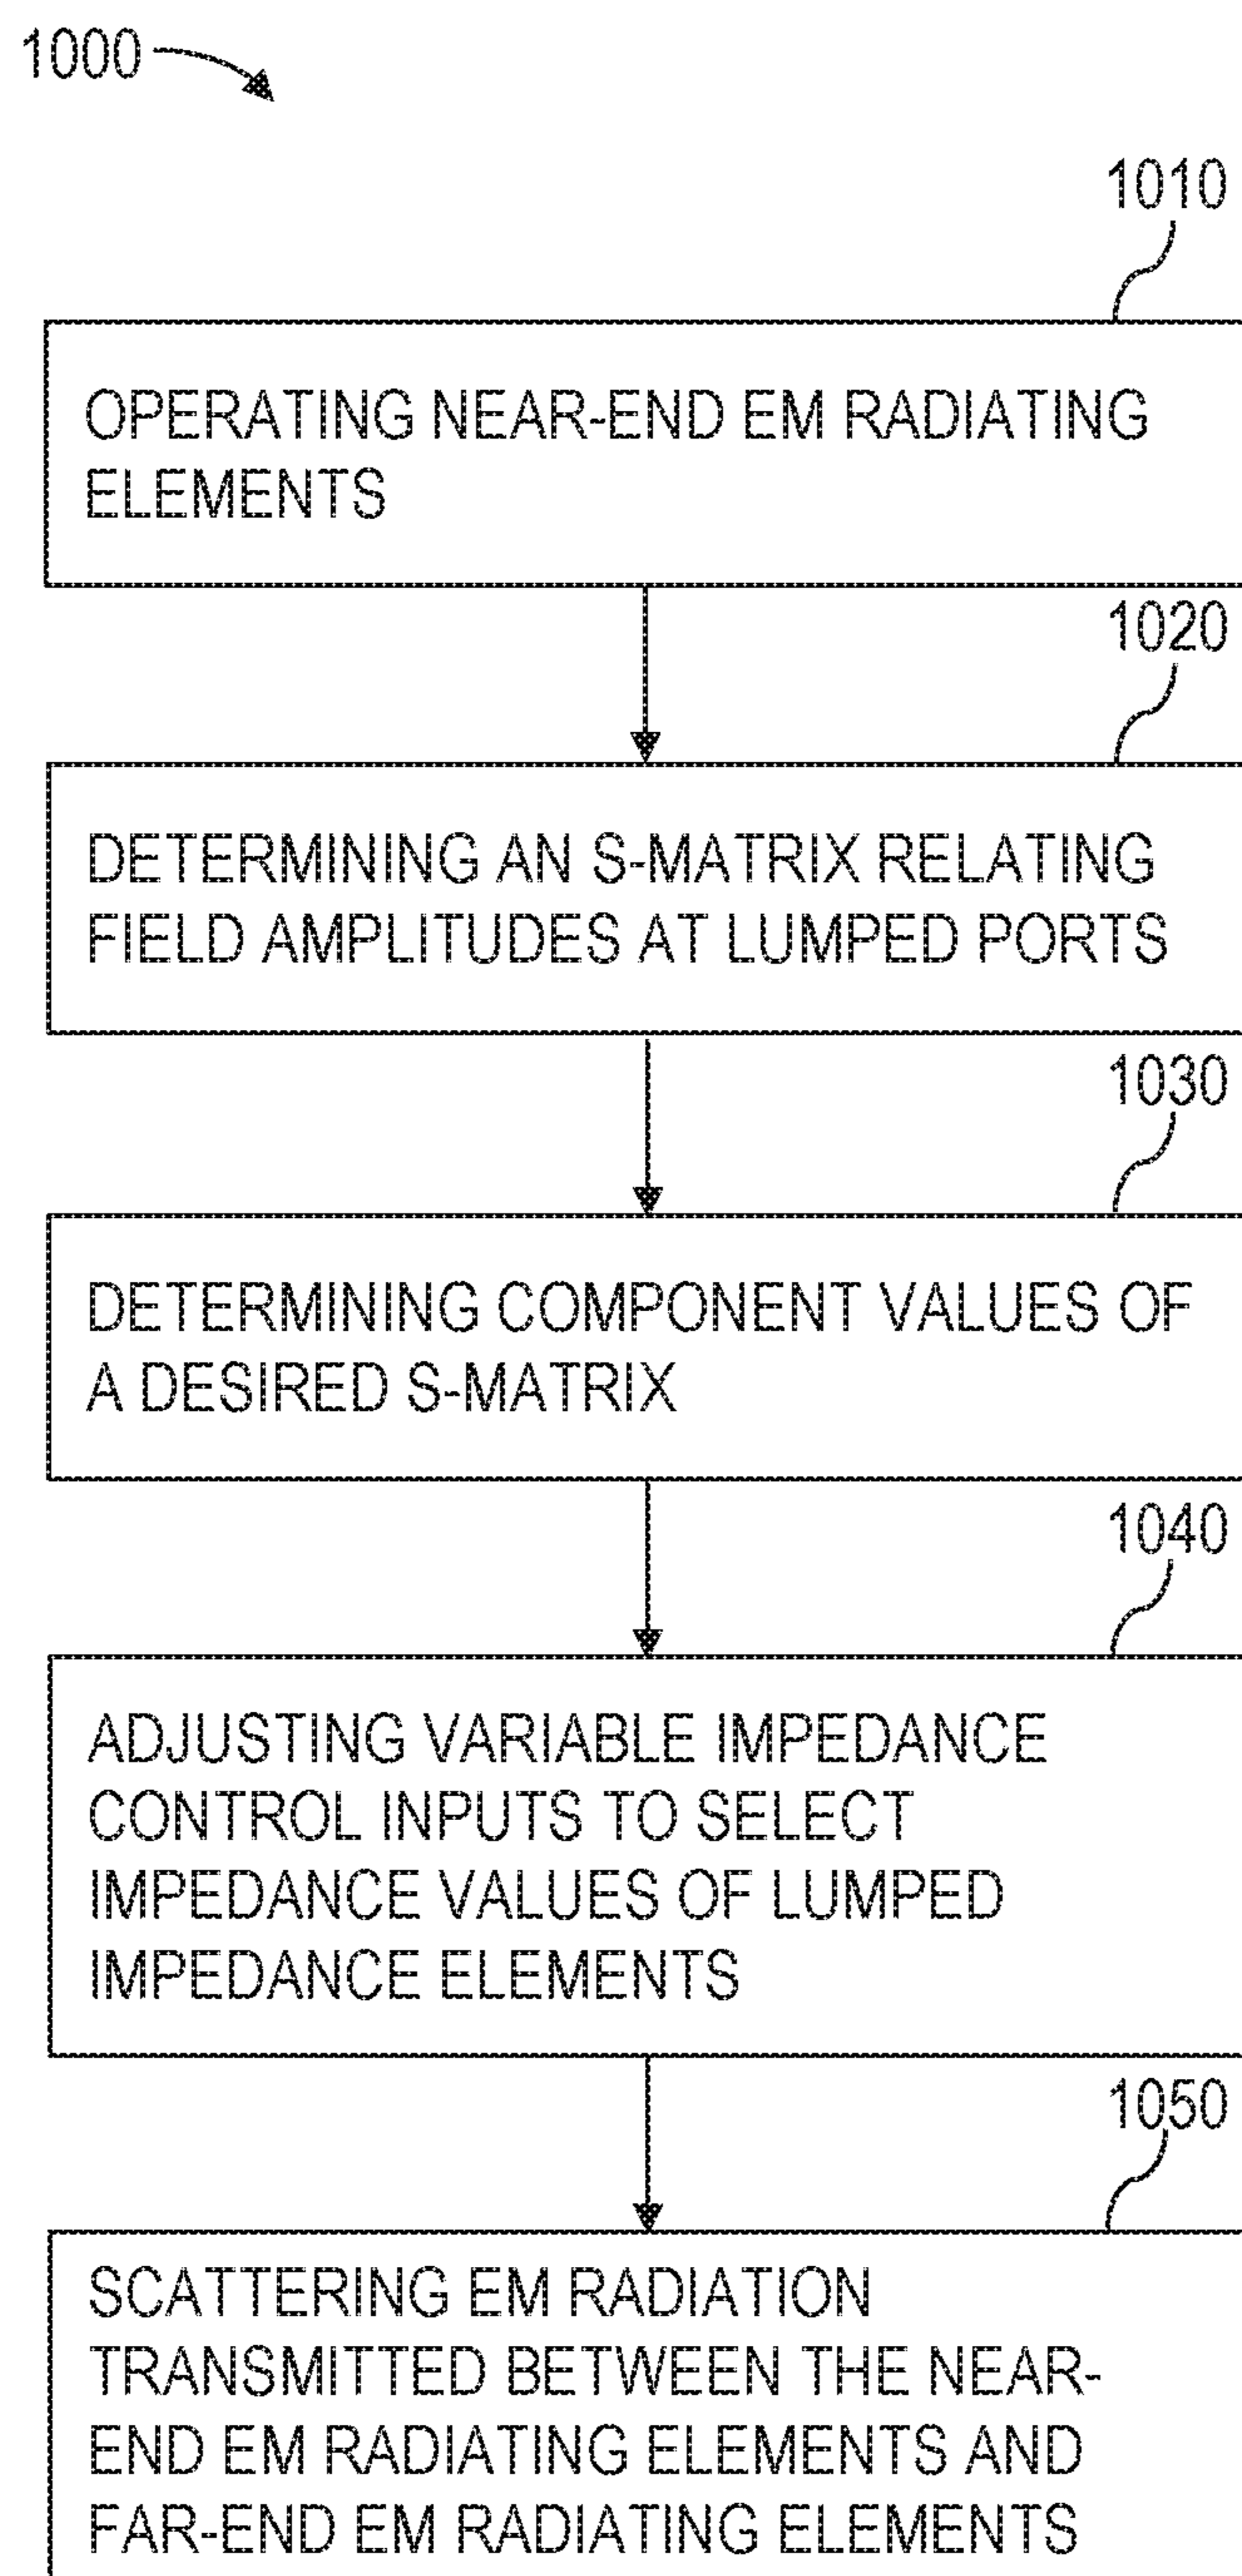 1000
1010
OPERATING NEAR-END EM RADIATING
ELEMENTS
1020
DETERMINING AN S-MATRIX RELATING
FIELD AMPLITUDES AT LUMPED PORTS
1030
DETERMINING COMPONENT VALUES OF
A DESIRED S-MATRIX
1040
ADJUSTING VARIABLE IMPEDANCE
CONTROL INPUTS TO SELECT
IMPEDANCE VALUES OF LUMPED
IMPEDANCE ELEMENTS
1050
SCATTERING EM RADIATION
TRANSMITTED BETWEEN THE NEAR-
END EM RADIATING ELEMENTS AND
FAR-END EM RADIATING ELEMENTS